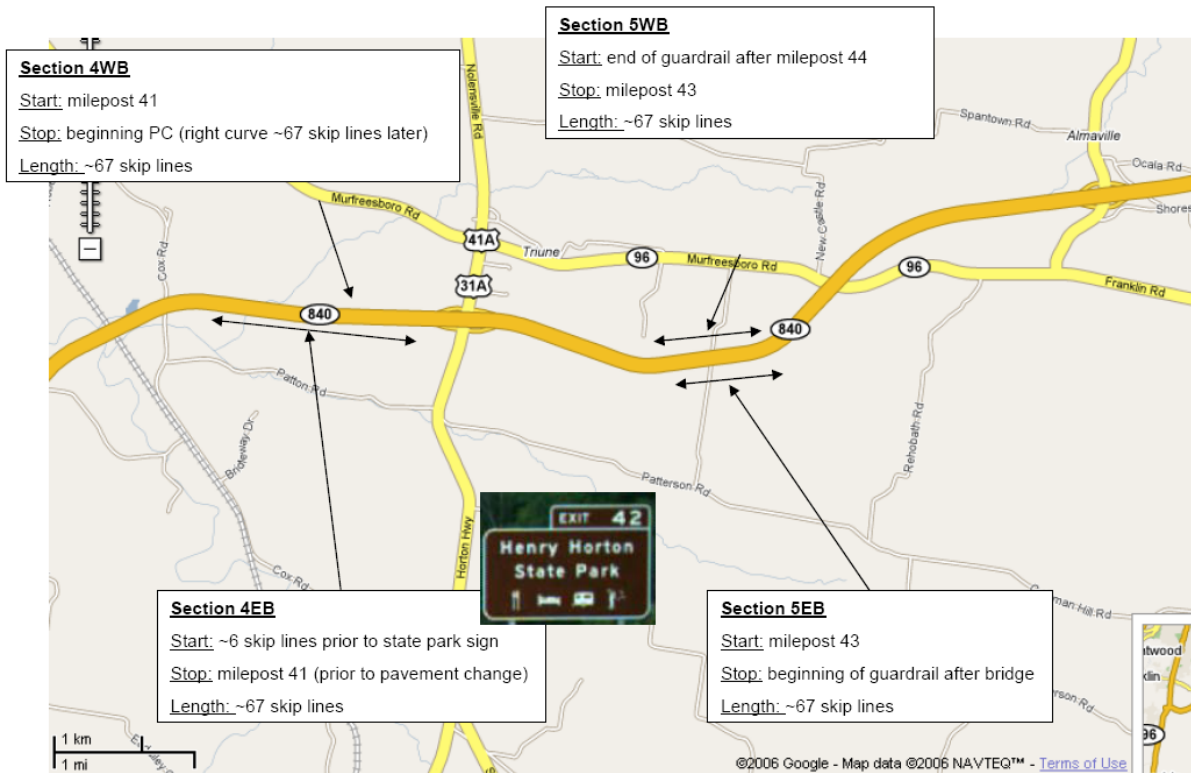 Section 4WB
Start: milepost 41
Stop: beginning PC (right curve ~67 skip lines later)
Length: ~67 skip lines
Section 5WB
Start: end of guardrail after milepost 44
Stop: milepost 43
Length: ~67 skip lines
Nolensville Rd
Spantown Rd
Almaville
Ocala Rd
Shores
Murfreesboro Rd
41A
Triune
96
Murfreesboro Rd
New Castle Rd
96
Franklin Rd
Cox Rd
31A
840
840
Patton Rd
Bridleway Dr
Rehobath Rd
Patterson Rd
Horton Hwy
EXIT 42
Henry Horton
State Park
Cox Rd
Section 4EB
Start: ~6 skip lines prior to state park sign
Stop: milepost 41 (prior to pavement change)
Length: ~67 skip lines
Section 5EB
Start: milepost 43
Stop: beginning of guardrail after bridge
Length: ~67 skip lines
Hill Rd
ntwood
klin
96
1 km
1 mi
©2006 Google - Map data ©2006 NAVTEQ™ - Terms of Use